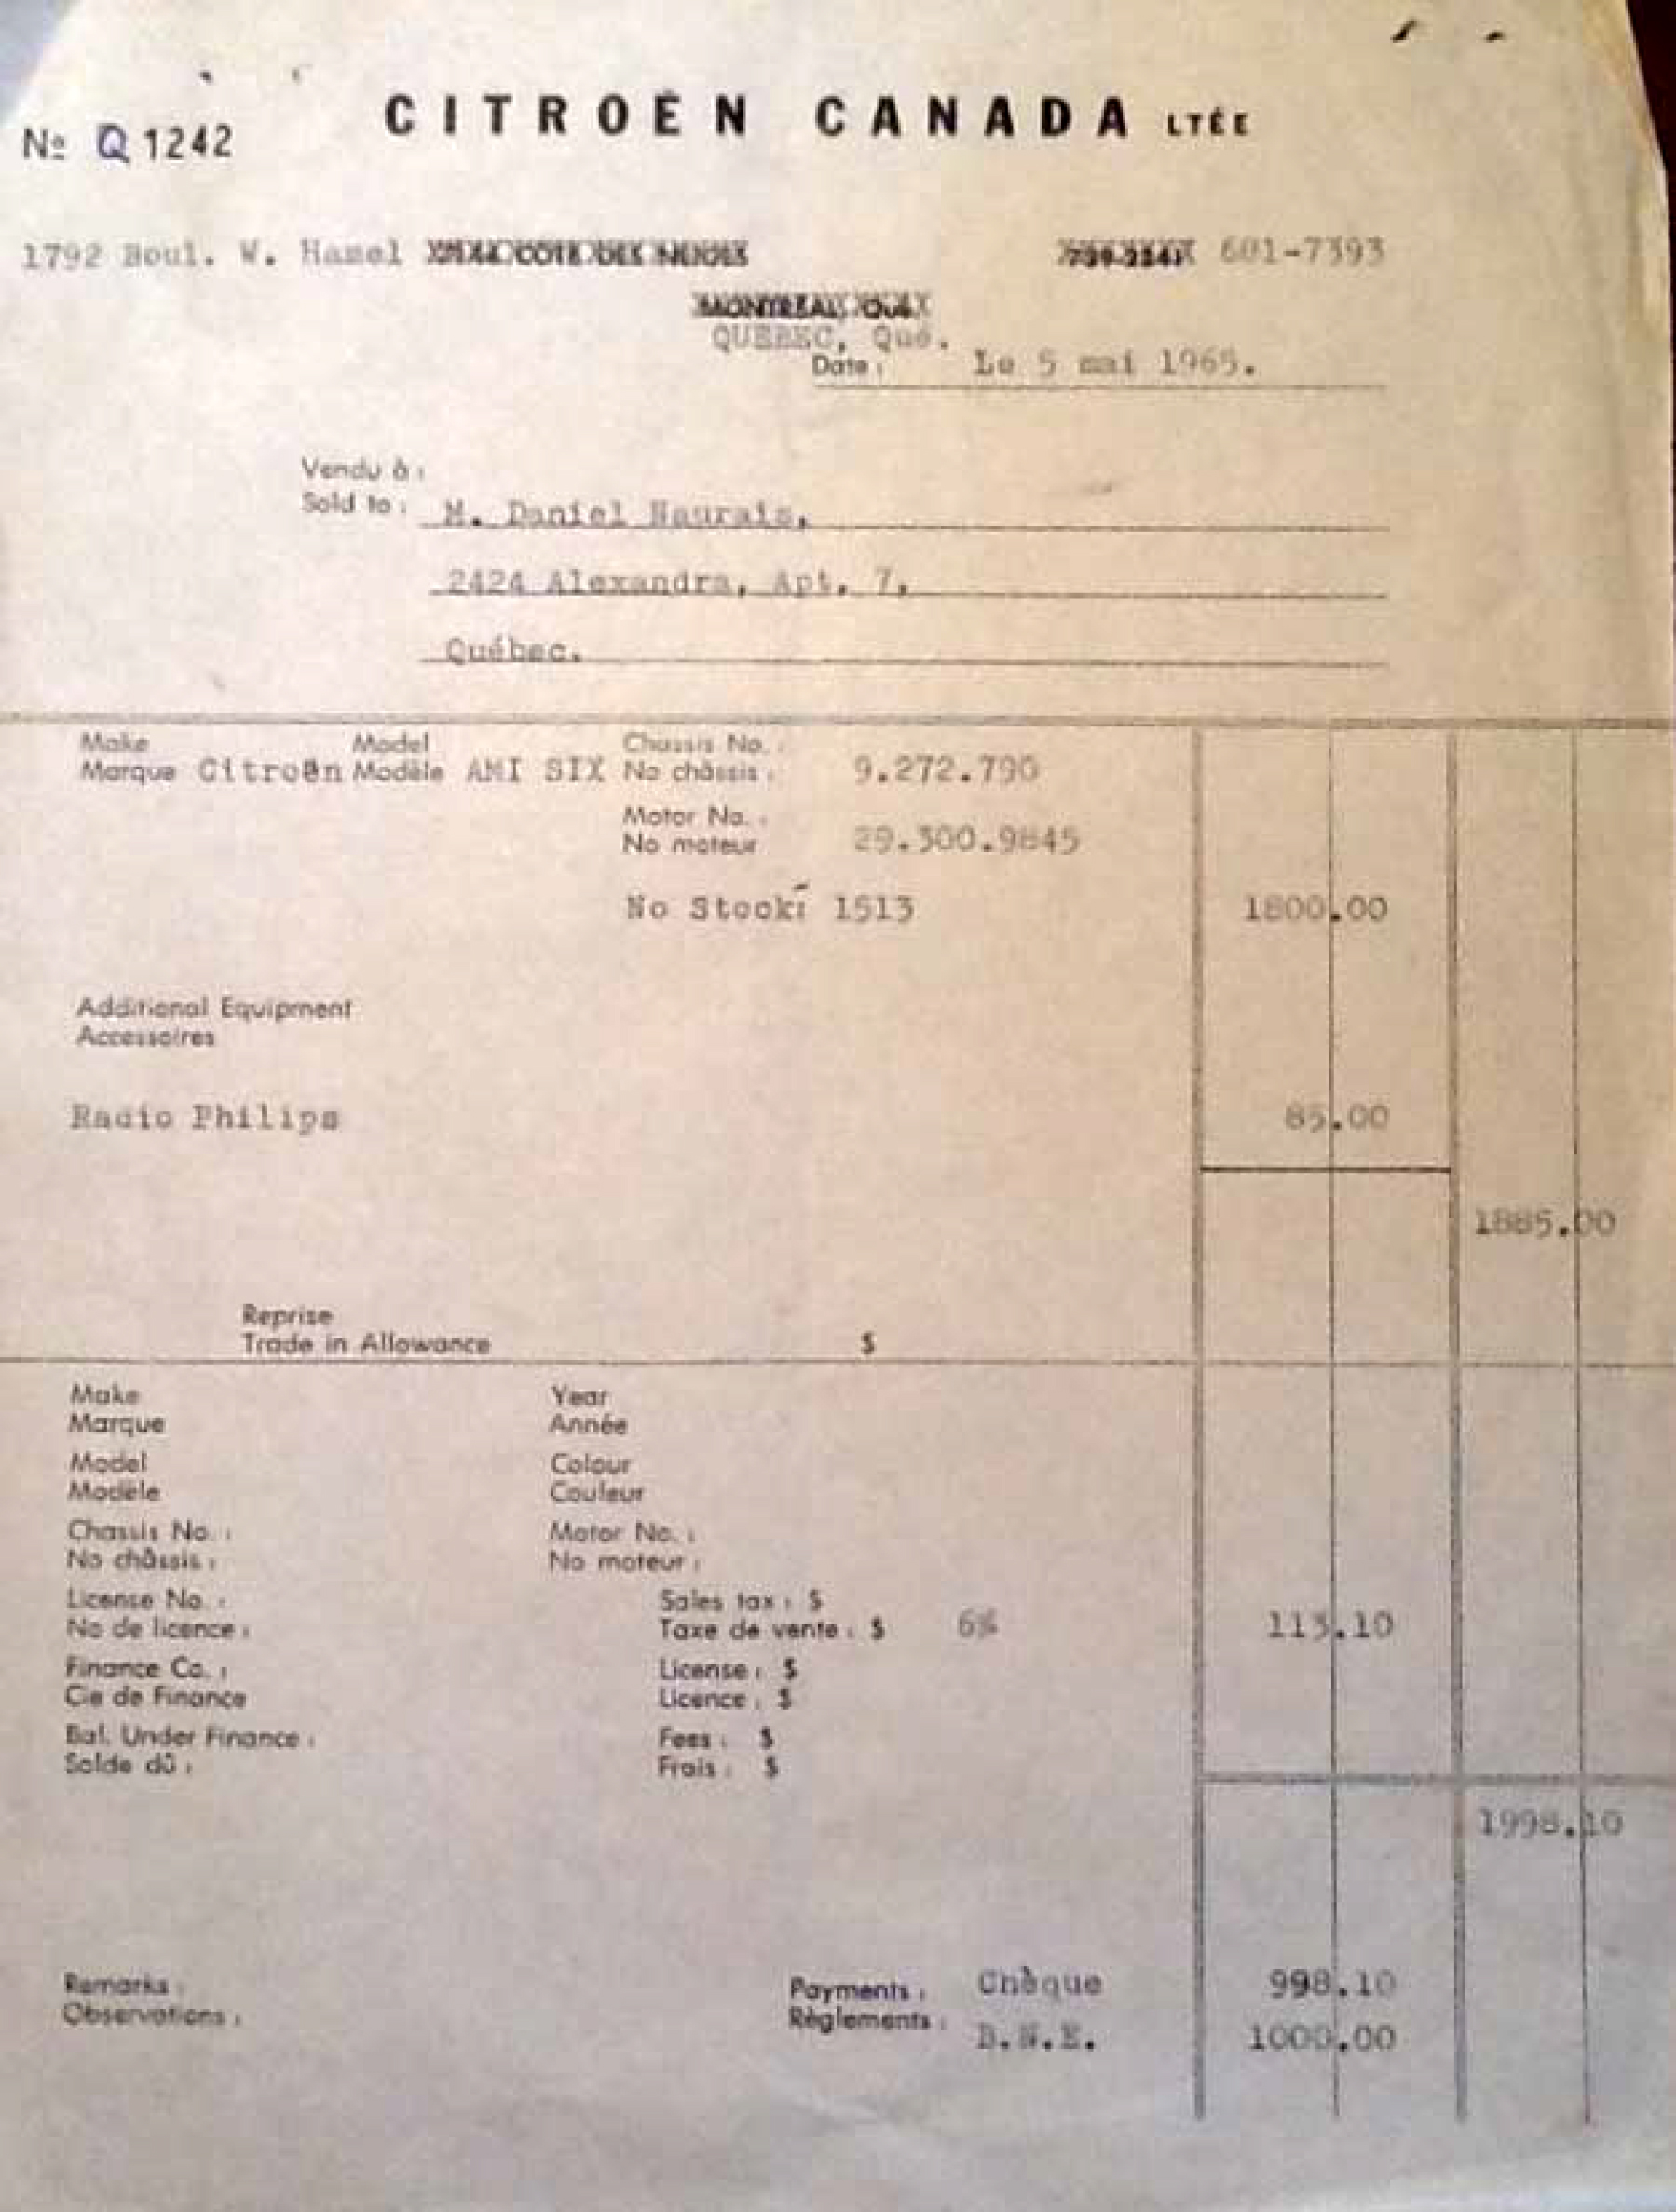 CITROËN CANADA LTÉE
Nº Q 1242
1792 Boul. W. Hamel 681-7393
QUEBEC, Qué.
Date : Le 5 mai 1965.
Vendu à :
Sold to : M. Daniel
2424 Alexandra, Apt. 7,
Québec.
Make Model Chassis No. :
Marque Citroën Modèle AMI SIX No châssis : 9.272.790
Motor No. :
No moteur 29.300.9845
No Stock: 1513 1800.00
Additional Equipment
Accessoires
Radio Philips 85.00
1885.00
Reprise
Trade in Allowance $
Make Year
Marque Année
Model Colour
Modèle Couleur
Chassis No. : Motor No. :
No châssis : No moteur :
License No. : Sales tax : $
No de licence : Taxe de vente : $ 6% 113.10
Finance Co. : License : $
Cie de Finance Licence : $
Bal. Under Finance : Fees : $
Solde dû : Frais : $
1998.10
Remarks : Payments : Chèque 998.10
Observations : Règlements : B.N.E. 1000.00